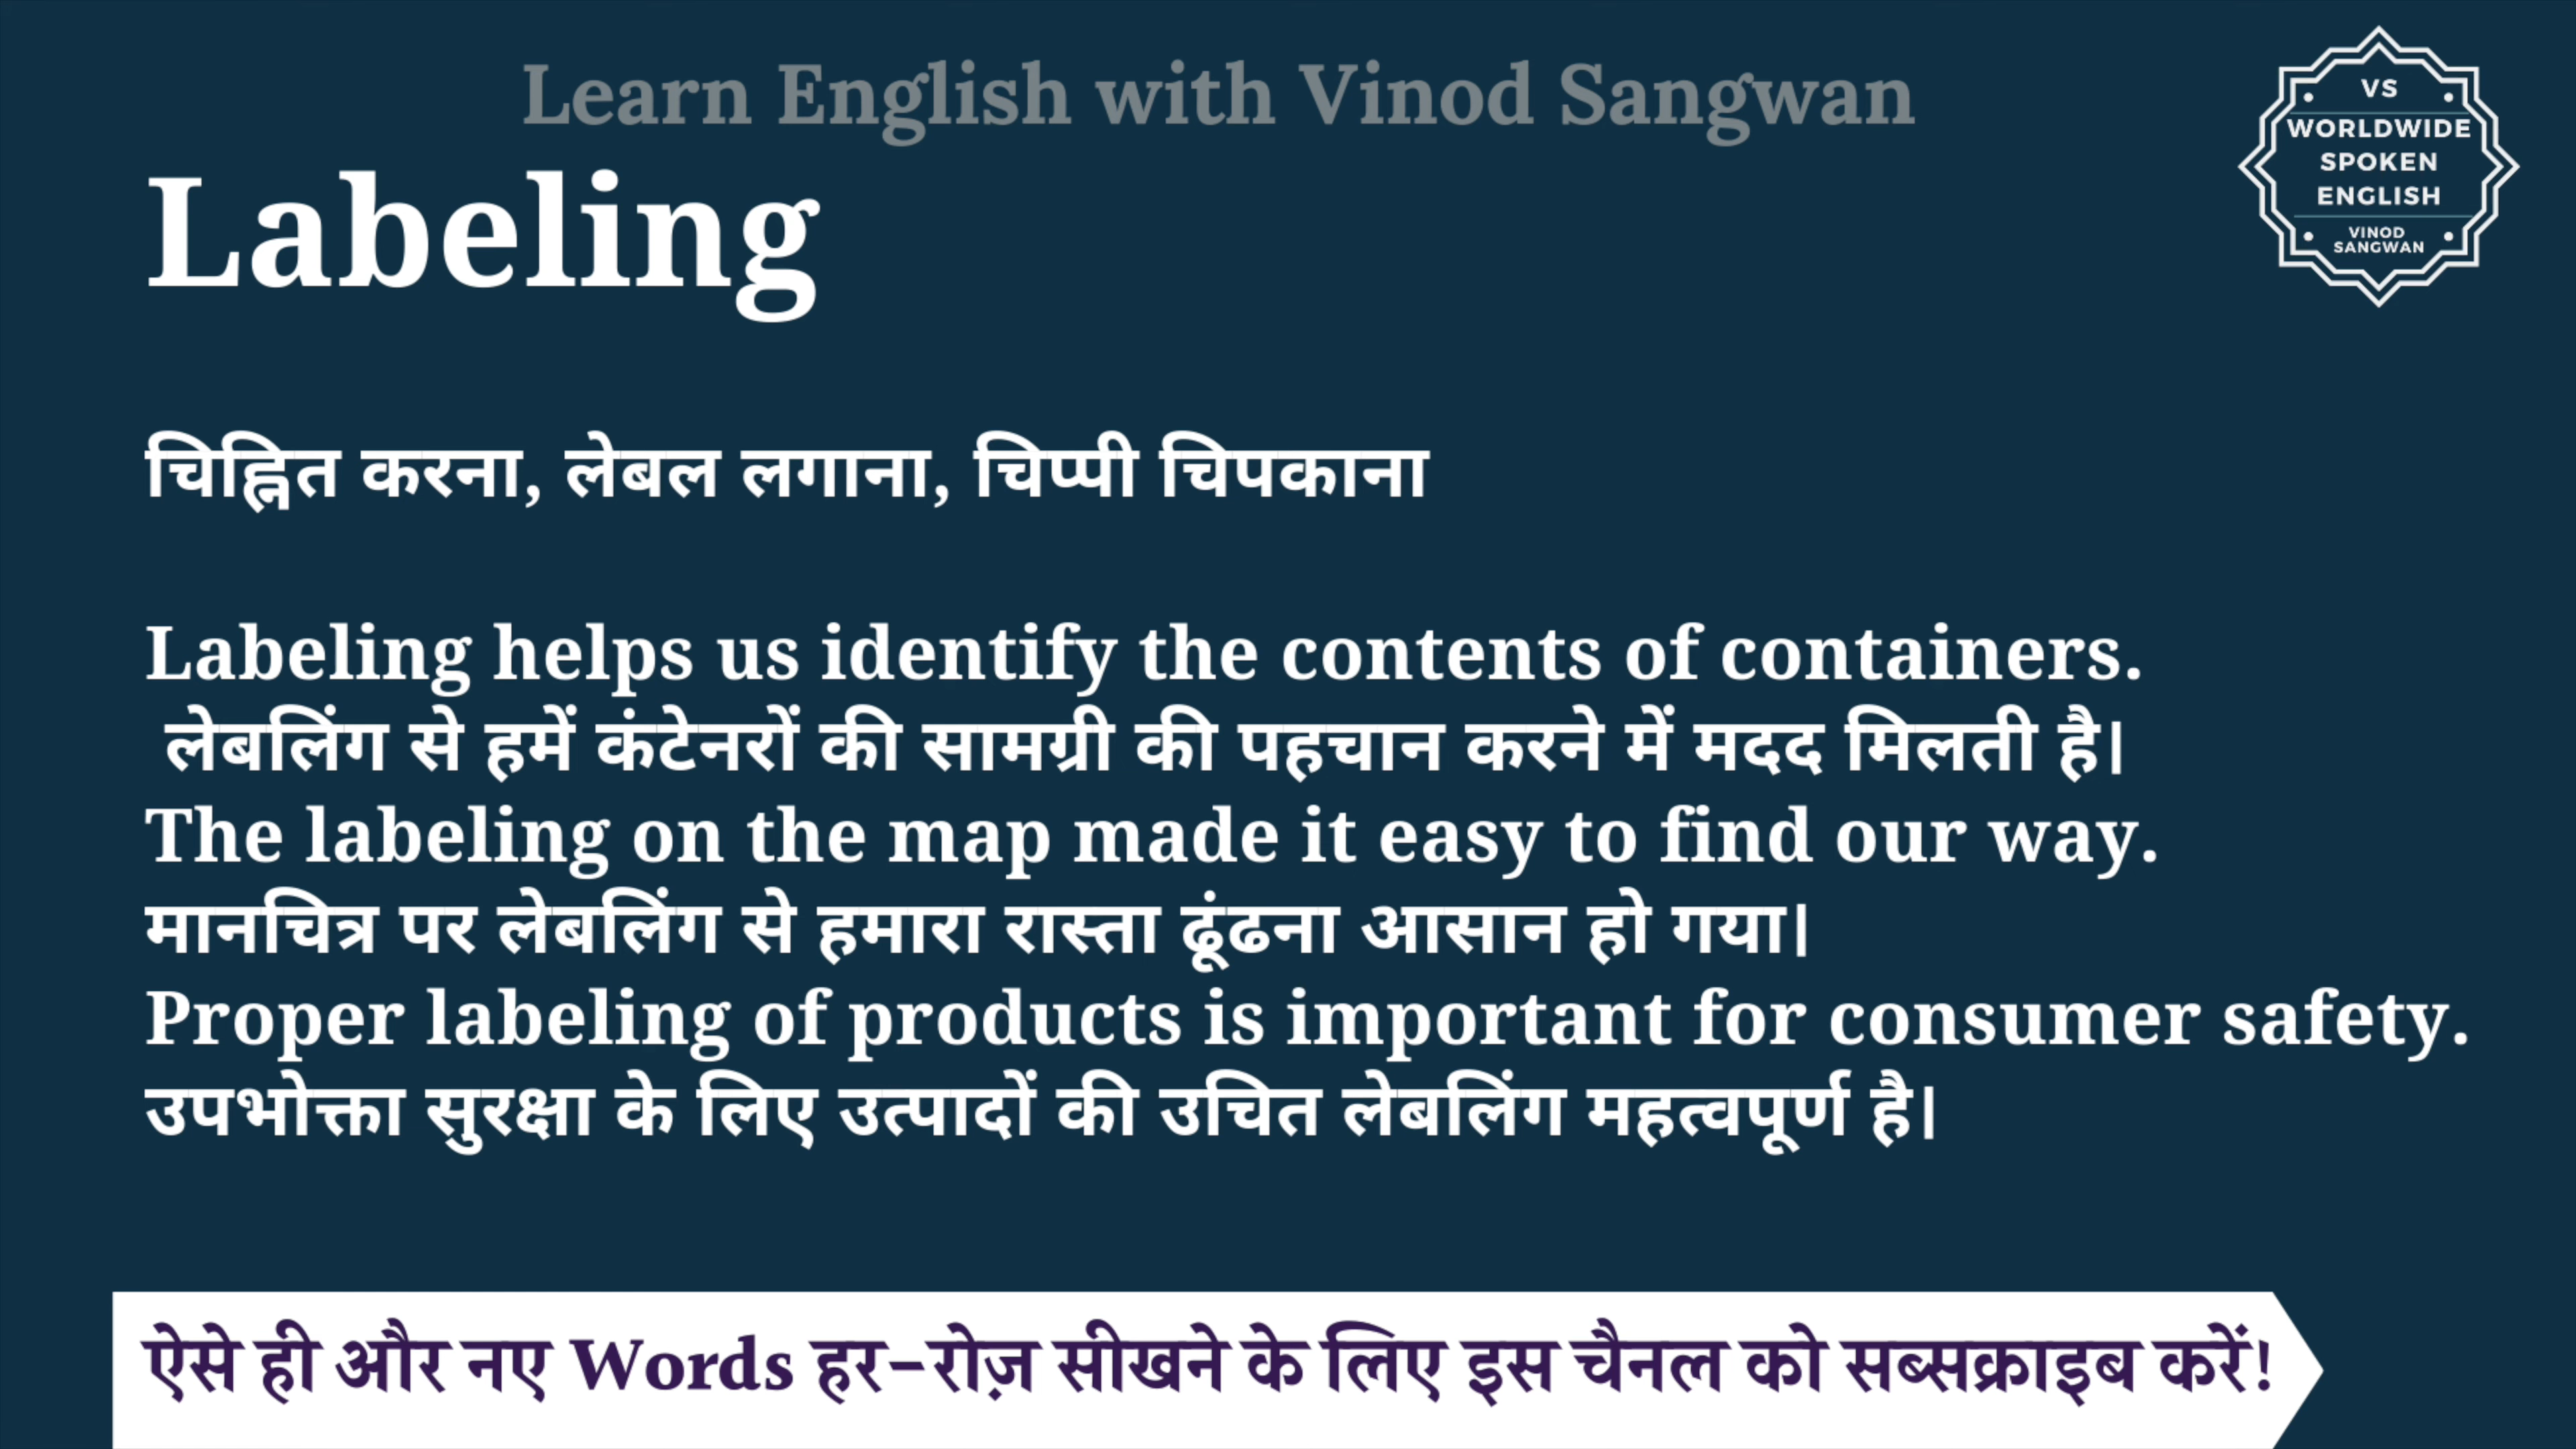 Learn English with Vinod Sangwan
VS
WORLDWIDE
SPOKEN
ENGLISH
VINOD
SANGWAN
Labeling
चिह्नित करना, लेबल लगाना, चिप्पी चिपकाना
Labeling helps us identify the contents of containers.
लेबलिंग से हमें कंटेनरों की सामग्री की पहचान करने में मदद मिलती है।
The labeling on the map made it easy to find our way.
मानचित्र पर लेबलिंग से हमारा रास्ता ढूंढना आसान हो गया।
Proper labeling of products is important for consumer safety.
उपभोक्ता सुरक्षा के लिए उत्पादों की उचित लेबलिंग महत्वपूर्ण है।
ऐसे ही और नए Words हर-रोज़ सीखने के लिए इस चैनल को सब्सक्राइब करें!